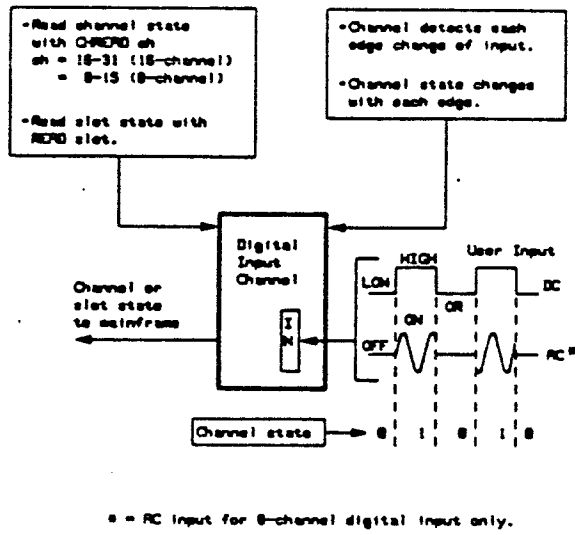 •Read channel state
with CHREAD ch
ch = 16-31 (16-channel)
= 8-15 (8-channel)
•Read slot state with
READ slot.
•Channel detects each
edge change of input.
•Channel state changes
with each edge.
Digital
Input
Channel
IN
Channel or
slot state
to mainframe
User Input
HIGH
LOW
DC
OR
ON
OFF
AC*
Channel state
0 1 0 1 0
* = AC input for 8-channel digital input only.